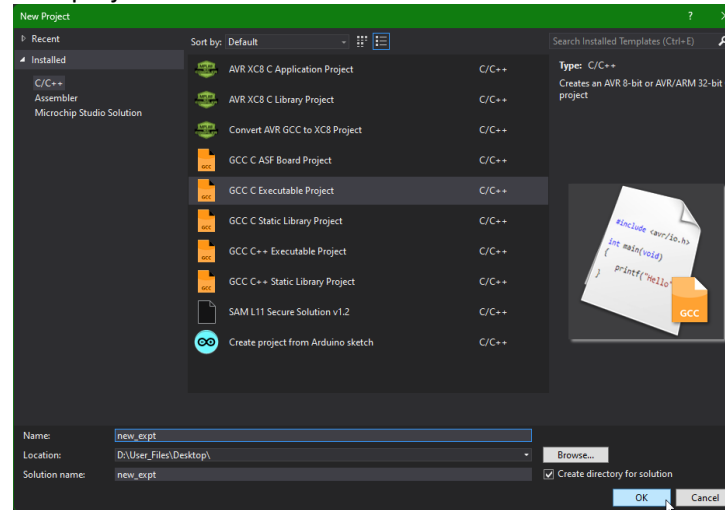 New Project
?
Recent
Installed
C/C++
Assembler
Microchip Studio Solution
Sort by: Default
Search Installed Templates (Ctrl+E)
AVR XC8 C Application Project C/C++
AVR XC8 C Library Project C/C++
Convert AVR GCC to XC8 Project C/C++
GCC C ASF Board Project C/C++
GCC C Executable Project C/C++
GCC C Static Library Project C/C++
GCC C++ Executable Project C/C++
GCC C++ Static Library Project C/C++
SAM L11 Secure Solution v1.2 C/C++
Create project from Arduino sketch C/C++
Type: C/C++
Creates an AVR 8-bit or AVR/ARM 32-bit
project
#include <avr/io.h>
int main(void)
{
printf("Hello"
}
GCC
Name: new_expt
Location: D:\User_Files\Desktop\
Browse...
Solution name: new_expt
Create directory for solution
OK
Cancel